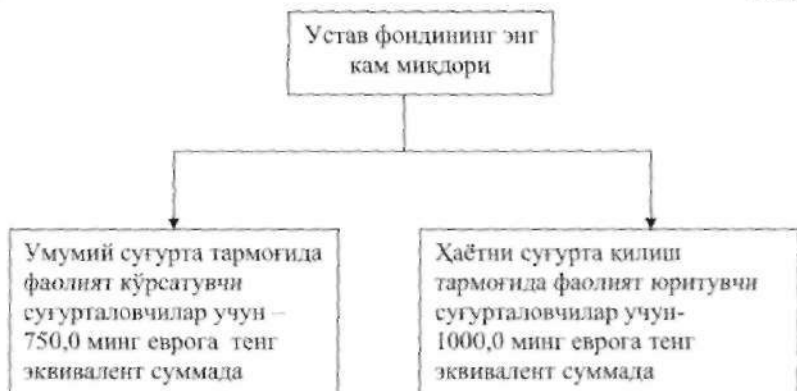 Устав фондининг энг
кам миқдори
Умумий суғурта тармоғида
фаолият кўрсатувчи
суғурталовчилар учун –
750,0 минг еврога тенг
эквивалент суммада
Ҳаётни суғурта қилиш
тармоғида фаолият юритувчи
суғурталовчилар учун-
1000,0 минг еврога тенг
эквивалент суммада